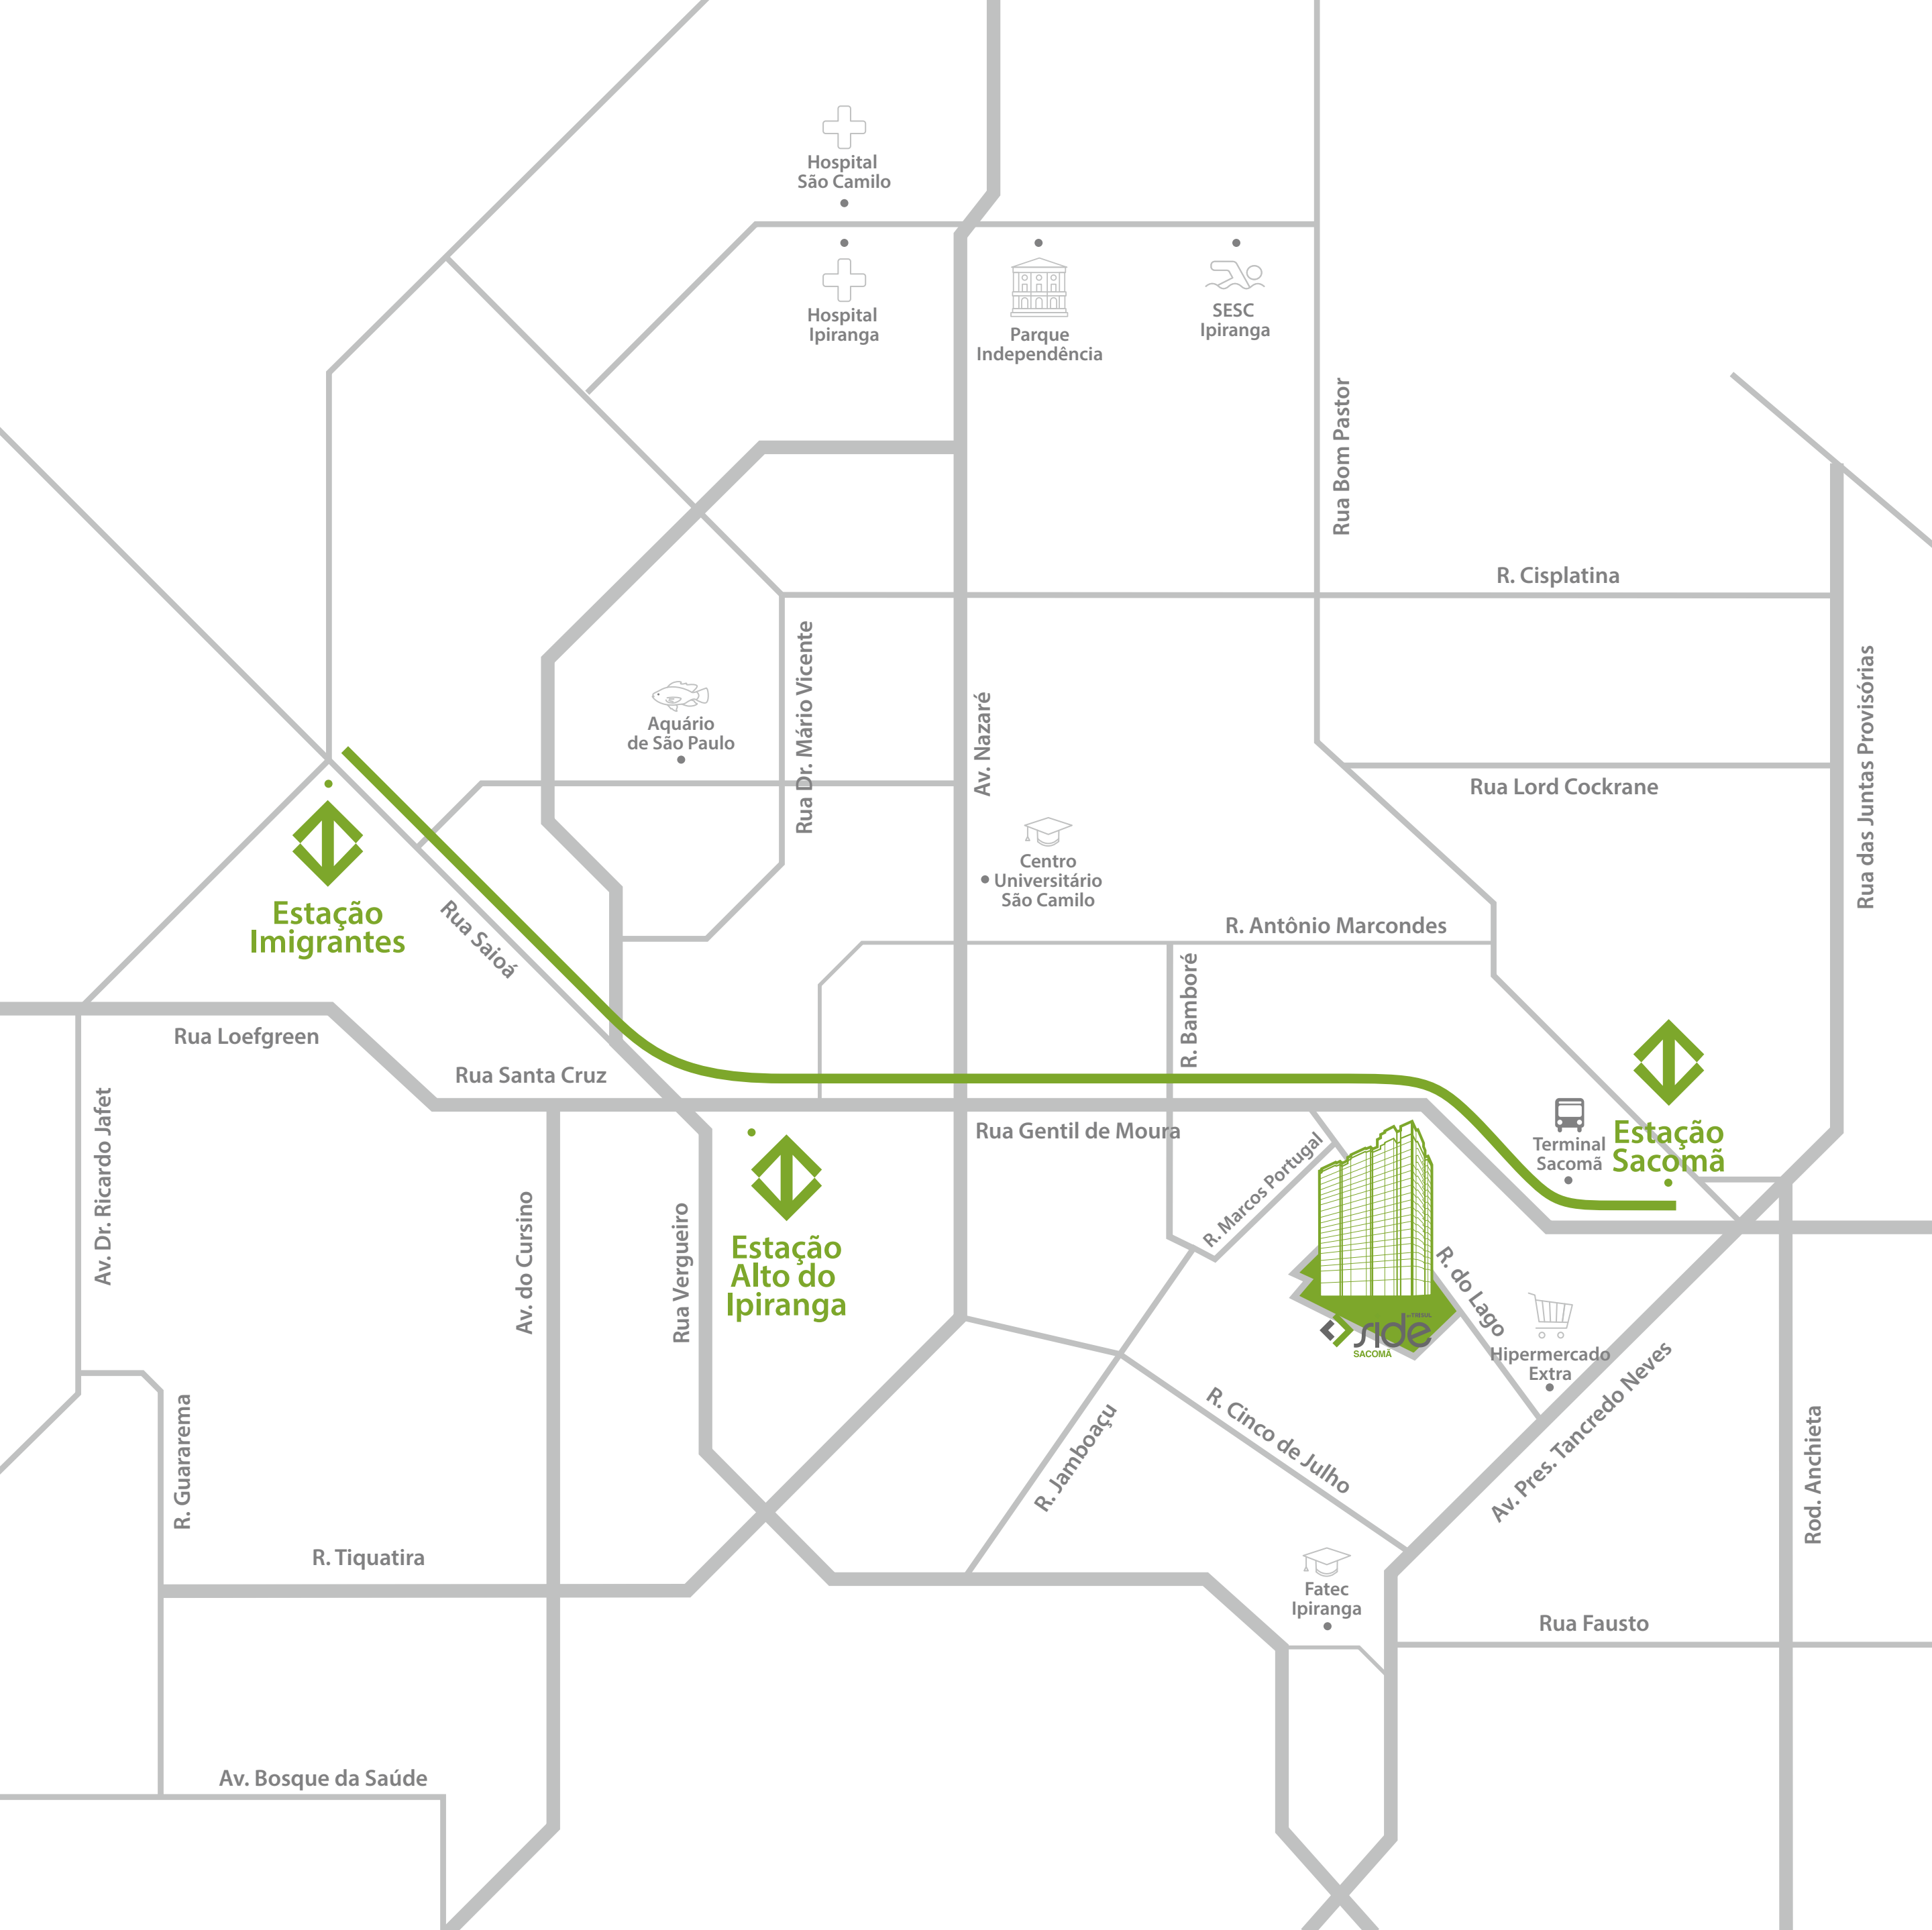 Hospital
São Camilo
Hospital
Ipiranga
Parque
Independência
SESC
Ipiranga
Rua Bom Pastor
R. Cisplatina
Rua Dr. Mário Vicente
Aquário
de São Paulo
Av. Nazaré
Rua Lord Cockrane
Rua das Juntas Provisórias
Centro
Universitário
São Camilo
Estação
Imigrantes
Rua Saioá
R. Antônio Marcondes
R. Bamboré
Rua Loefgreen
Rua Santa Cruz
Rua Gentil de Moura
Terminal
Sacomã
Estação
Sacomã
Av. Dr. Ricardo Jafet
Av. do Cursino
Rua Vergueiro
Estação
Alto do
Ipiranga
R. Marcos Portugal
R. do Lago
TRISUL
side
SACOMÃ
Hipermercado
Extra
R. Guararema
R. Jamboaçu
R. Cinco de Julho
Av. Pres. Tancredo Neves
Rod. Anchieta
R. Tiquatira
Fatec
Ipiranga
Rua Fausto
Av. Bosque da Saúde